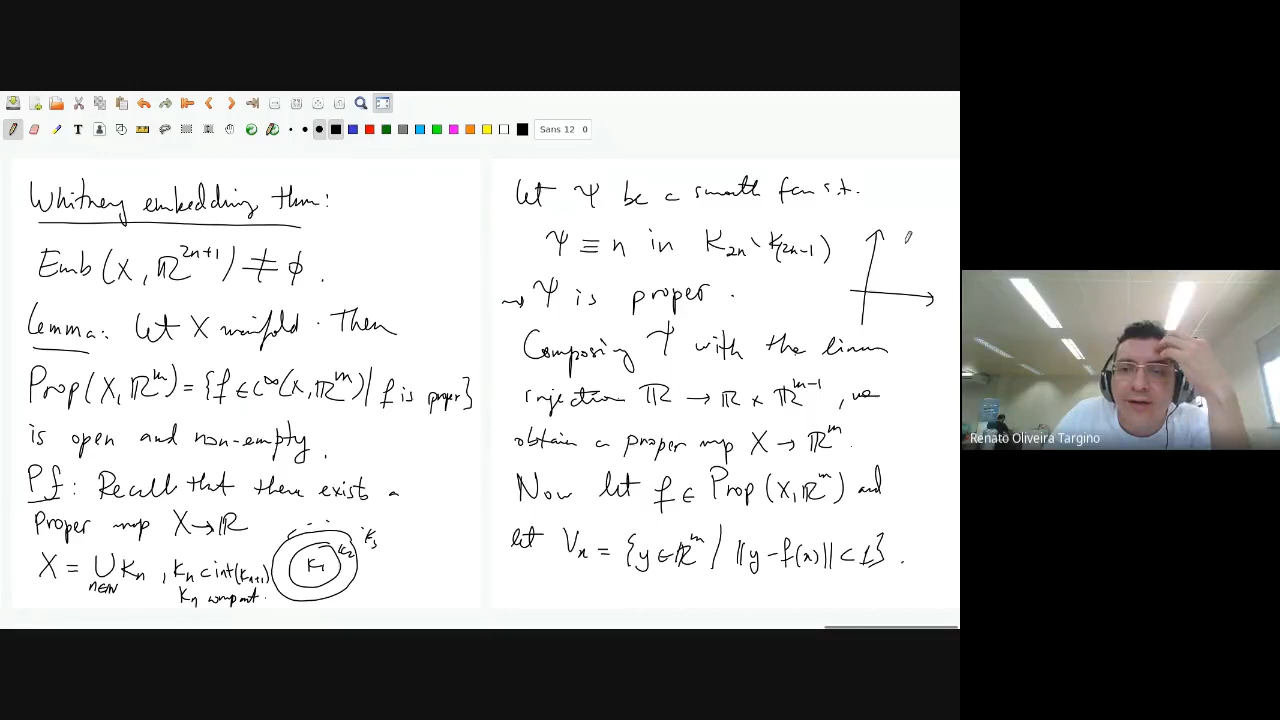 Sans 12 0
Whitney embedding thm:
Emb(X, ℝ^{2n+1}) ≠ ϕ.
Lemma: Let X manifold. Then
Prop(X, ℝ^m) = {f ∈ C^∞(X, ℝ^m) | f is proper}
is open and non-empty.
Pf: Recall that there exist a
proper map X → ℝ
X = ∪_{n∈ℕ} K_n, K_n ⊂ int(K_{n+1})
K_n compact.
K_1 K_2 K_3
Let Ψ be a smooth fcn s.t.
Ψ ≡ n in K_{2n} \ K_{2n-1})
⇝ Ψ is proper.
Composing Ψ with the linear
injection ℝ → ℝ × ℝ^{m-1}, we
obtain a proper map X → ℝ^m.
Now let f ∈ Prop(X, ℝ^m) and
let V_x = {y ∈ ℝ^m / ||y - f(x)|| < 1}.
Renato Oliveira Targino